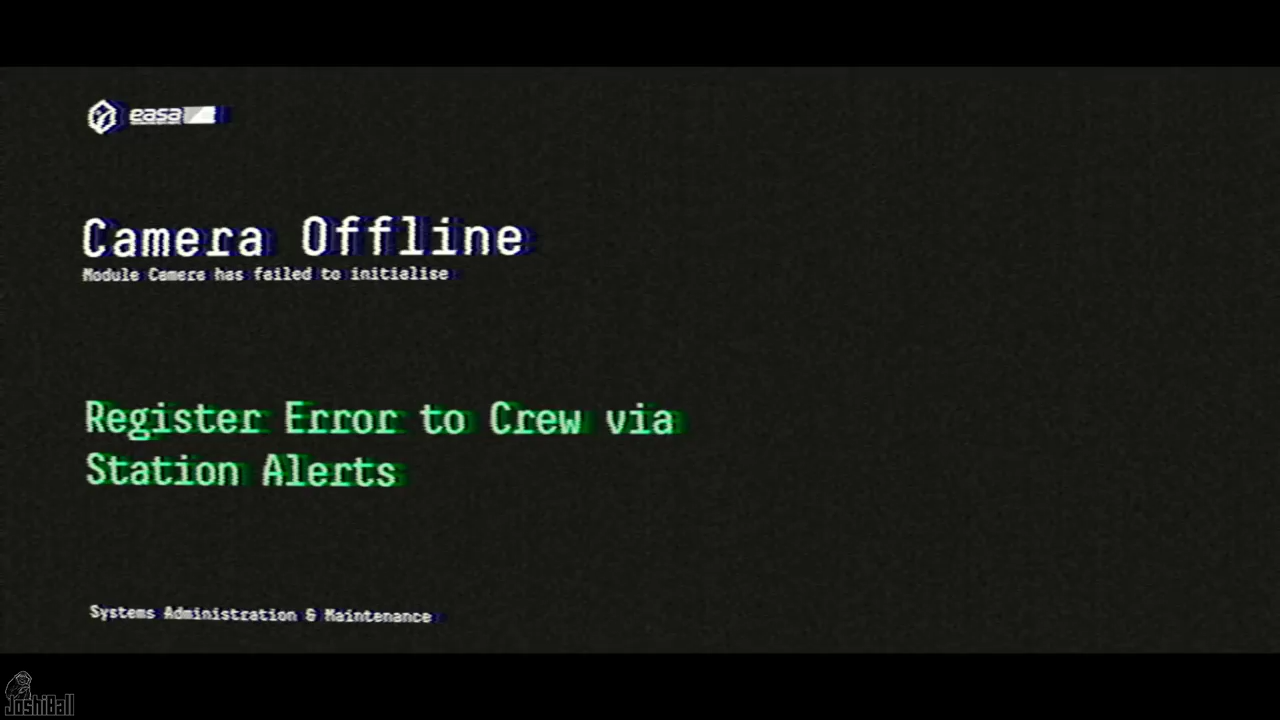 easa
Camera Offline
Module Camera has failed to initialise
Register Error to Crew via
Station Alerts
Systems Administration & Maintenance
JoshiBall